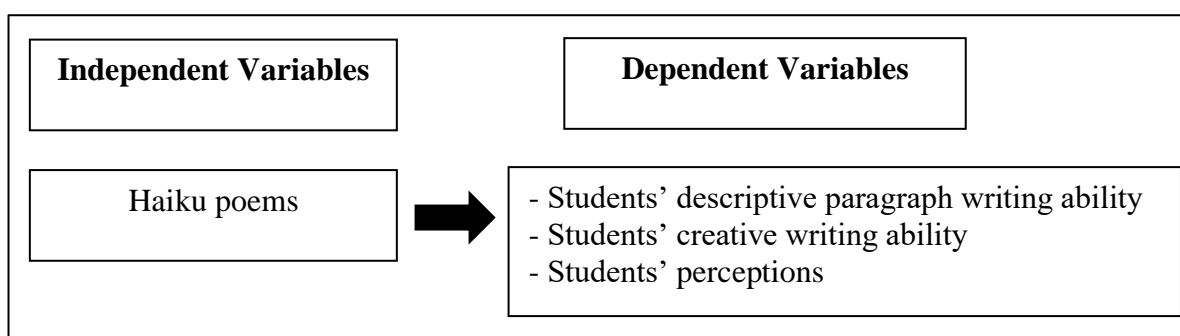 Independent Variables
Dependent Variables
Haiku poems
- Students’ descriptive paragraph writing ability
- Students’ creative writing ability
- Students’ perceptions